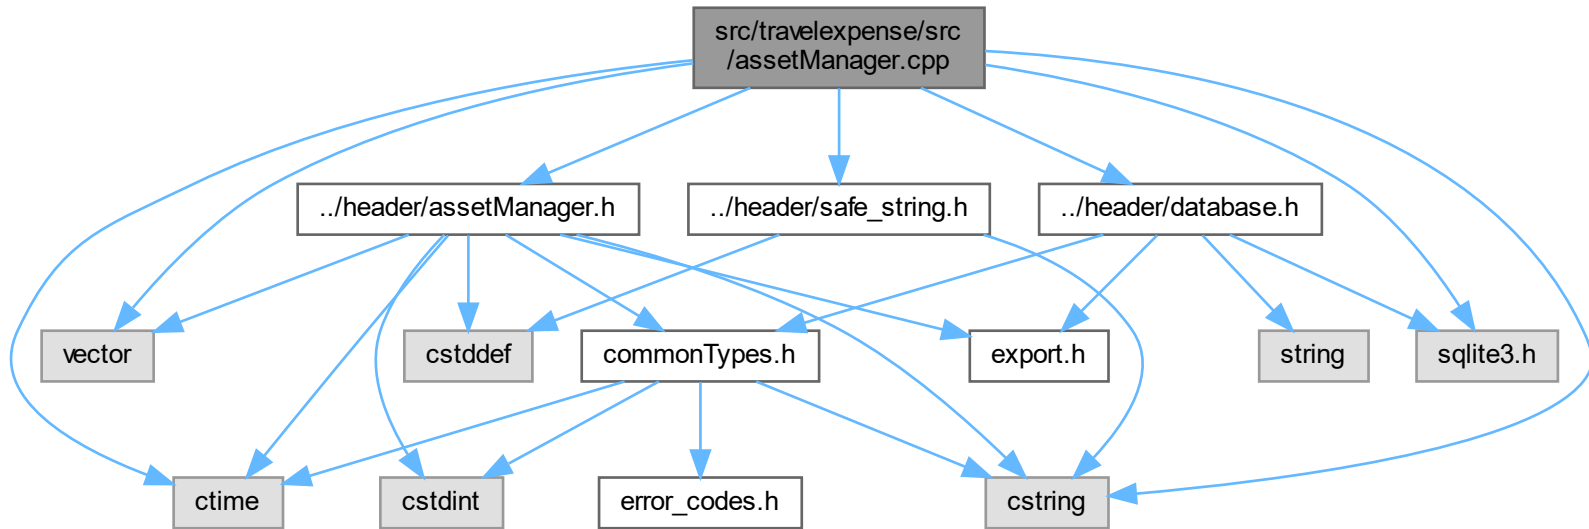 src/travelexpense/src
/assetManager.cpp
../header/assetManager.h
../header/safe_string.h
../header/database.h
vector
cstddef
commonTypes.h
export.h
string
sqlite3.h
ctime
cstdint
error_codes.h
cstring